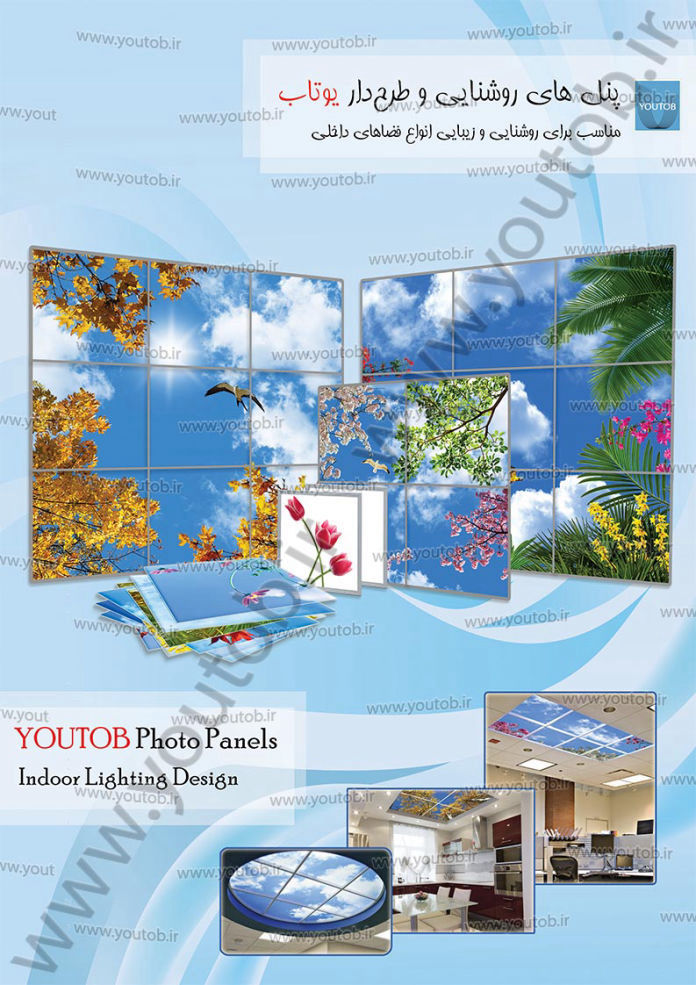 پنل های روشنایی و طرح‌دار یوتاب
YOUTOB
مناسب برای روشنایی و زیبایی انواع فضاهای داخلی
YOUTOB Photo Panels
Indoor Lighting Design
www.youtob.ir